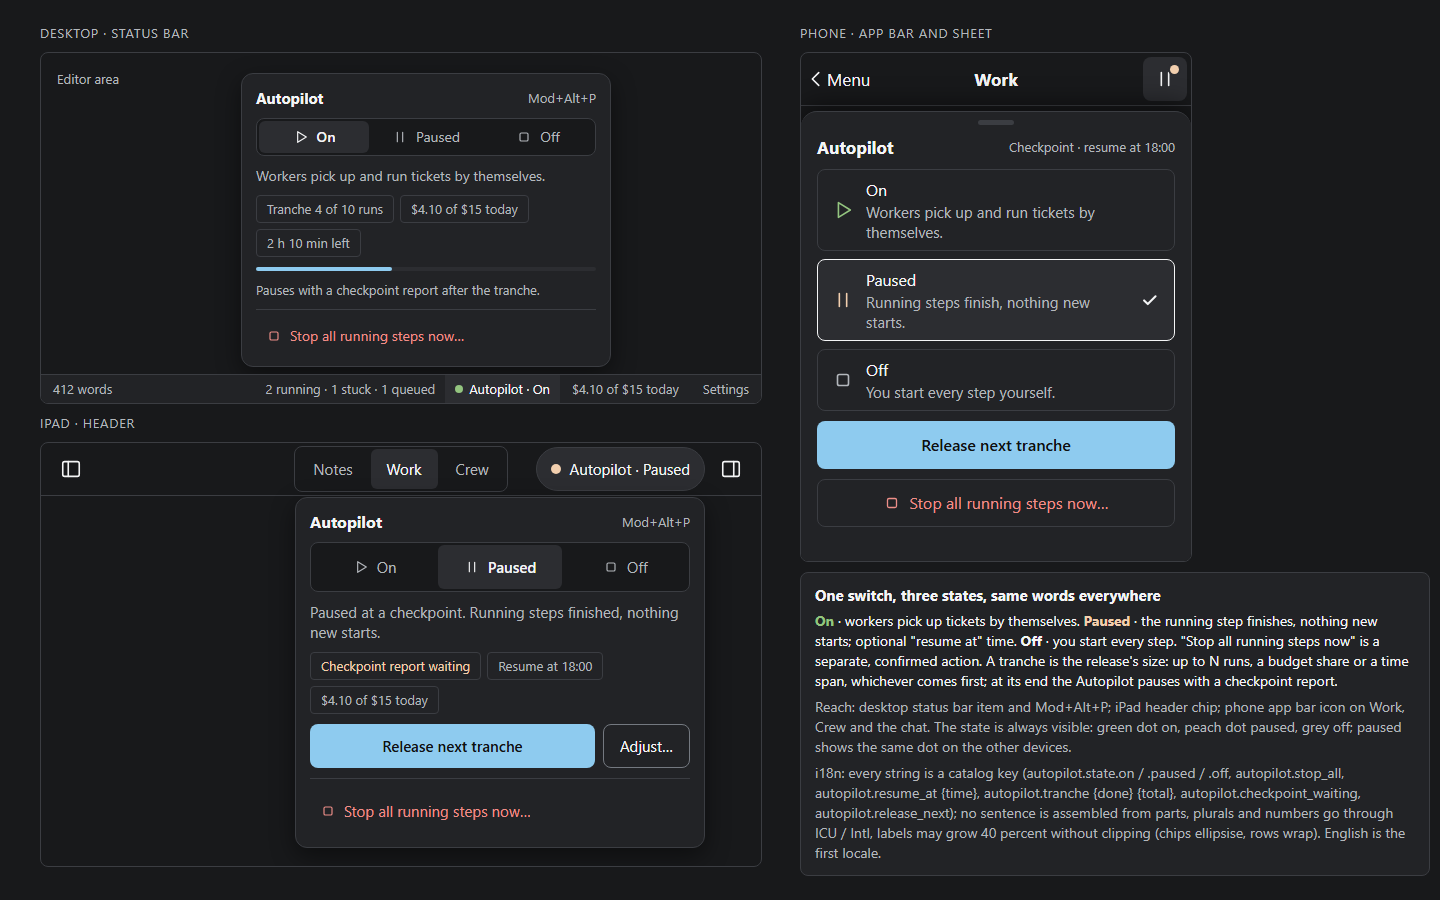 DESKTOP · STATUS BAR
Editor area
Autopilot
Mod+Alt+P
On
Paused
Off
Workers pick up and run tickets by themselves.
Tranche 4 of 10 runs
$4.10 of $15 today
2 h 10 min left
Pauses with a checkpoint report after the tranche.
Stop all running steps now...
412 words
2 running · 1 stuck · 1 queued
Autopilot · On
$4.10 of $15 today
Settings
IPAD · HEADER
Notes
Work
Crew
Autopilot · Paused
Autopilot
Mod+Alt+P
On
Paused
Off
Paused at a checkpoint. Running steps finished, nothing
new starts.
Checkpoint report waiting
Resume at 18:00
$4.10 of $15 today
Release next tranche
Adjust...
Stop all running steps now...
PHONE · APP BAR AND SHEET
Menu
Work
Autopilot
Checkpoint · resume at 18:00
On
Workers pick up and run tickets by
themselves.
Paused
Running steps finish, nothing new
starts.
Off
You start every step yourself.
Release next tranche
Stop all running steps now...
One switch, three states, same words everywhere
On · workers pick up tickets by themselves. Paused · the running step finishes, nothing new
starts; optional "resume at" time. Off · you start every step. "Stop all running steps now" is a
separate, confirmed action. A tranche is the release's size: up to N runs, a budget share or a time
span, whichever comes first; at its end the Autopilot pauses with a checkpoint report.
Reach: desktop status bar item and Mod+Alt+P; iPad header chip; phone app bar icon on Work,
Crew and the chat. The state is always visible: green dot on, peach dot paused, grey off; paused
shows the same dot on the other devices.
i18n: every string is a catalog key (autopilot.state.on / .paused / .off, autopilot.stop_all,
autopilot.resume_at {time}, autopilot.tranche {done} {total}, autopilot.checkpoint_waiting,
autopilot.release_next); no sentence is assembled from parts, plurals and numbers go through
ICU / Intl, labels may grow 40 percent without clipping (chips ellipsise, rows wrap). English is the
first locale.